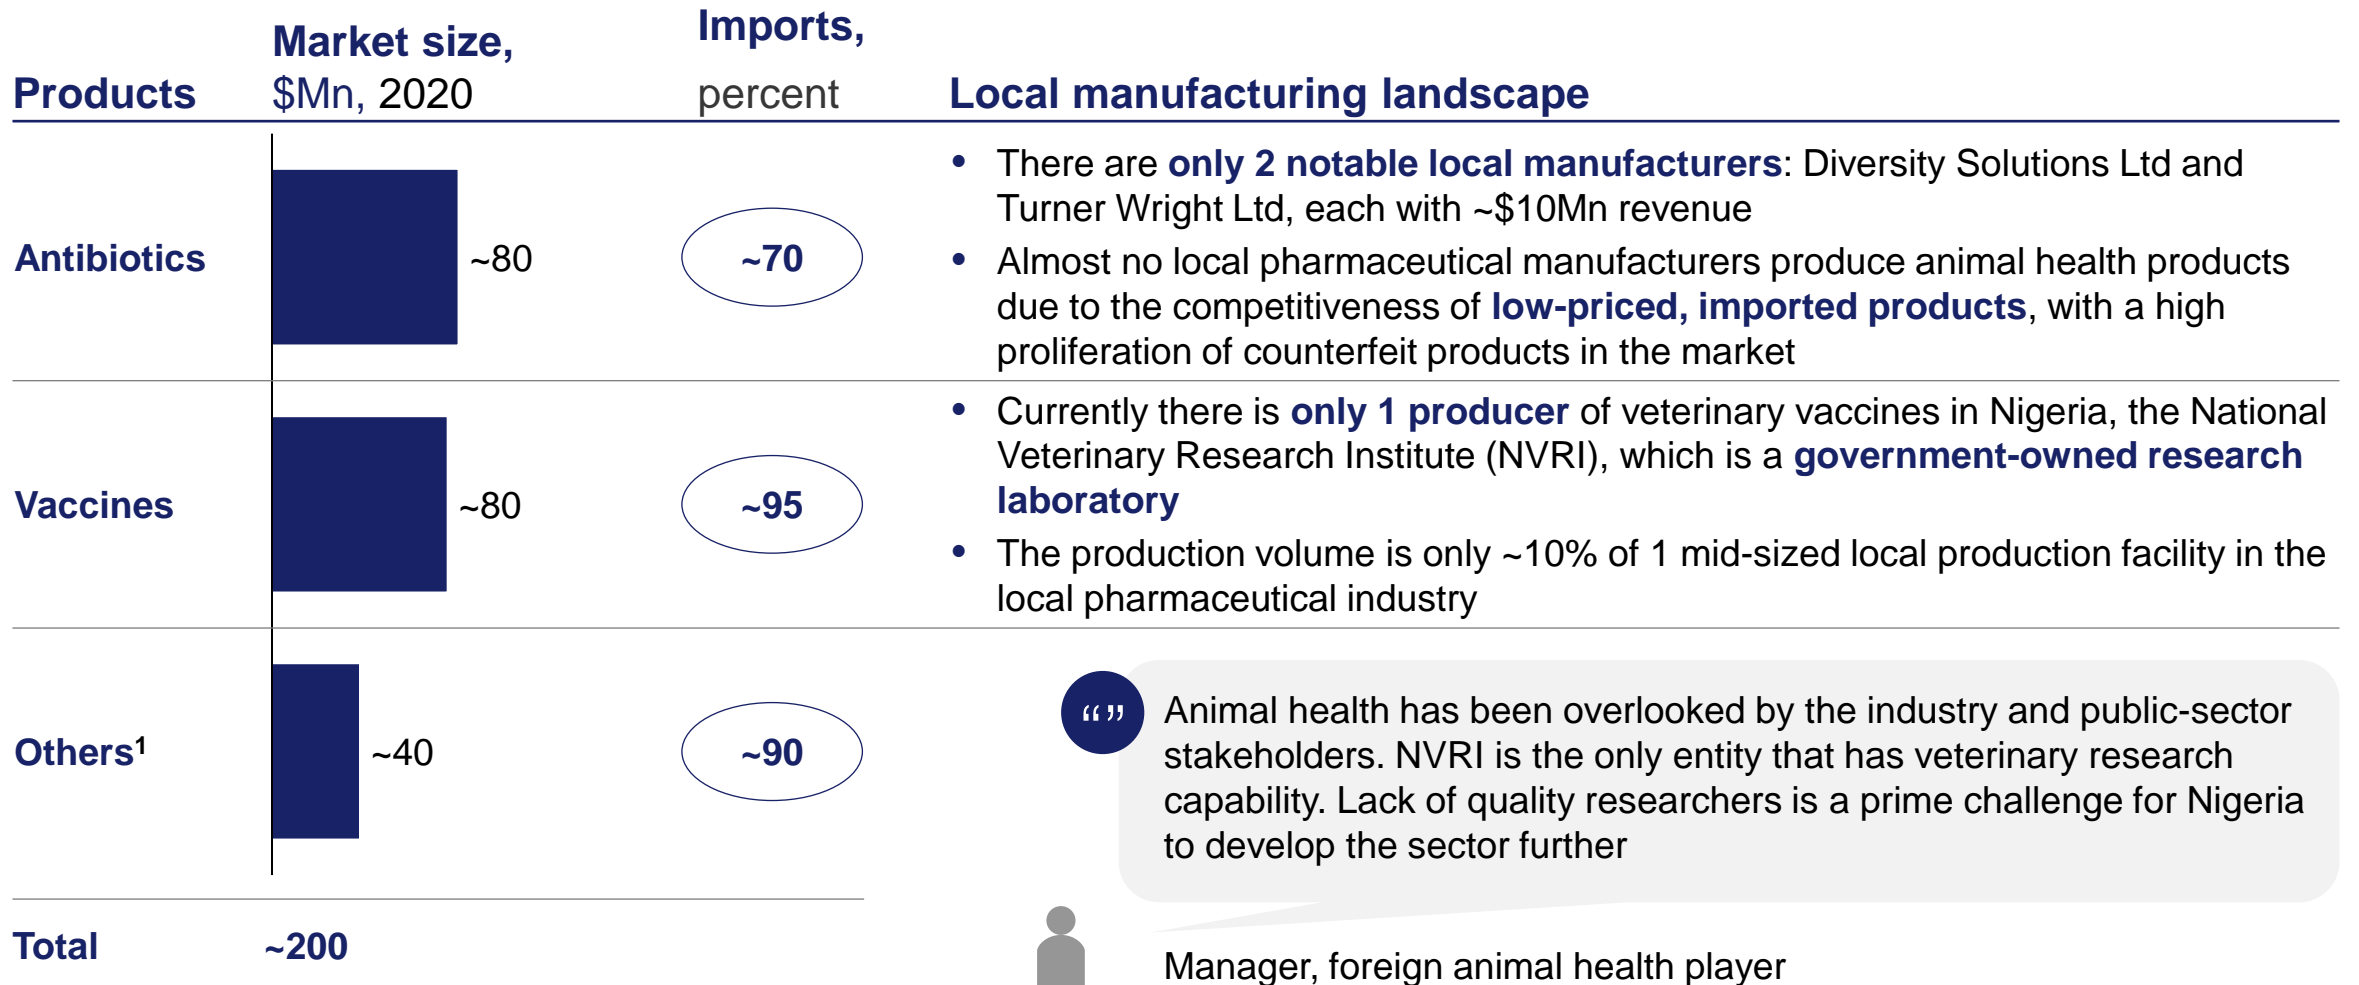 Products
Market size,
$Mn, 2020
Imports,
percent
Local manufacturing landscape
Antibiotics
~80
~70
• There are only 2 notable local manufacturers: Diversity Solutions Ltd and
Turner Wright Ltd, each with ~$10Mn revenue
• Almost no local pharmaceutical manufacturers produce animal health products
due to the competitiveness of low-priced, imported products, with a high
proliferation of counterfeit products in the market
Vaccines
~80
~95
• Currently there is only 1 producer of veterinary vaccines in Nigeria, the National
Veterinary Research Institute (NVRI), which is a government-owned research
laboratory
• The production volume is only ~10% of 1 mid-sized local production facility in the
local pharmaceutical industry
Others¹
~40
~90
“”
Animal health has been overlooked by the industry and public-sector
stakeholders. NVRI is the only entity that has veterinary research
capability. Lack of quality researchers is a prime challenge for Nigeria
to develop the sector further
Manager, foreign animal health player
Total
~200